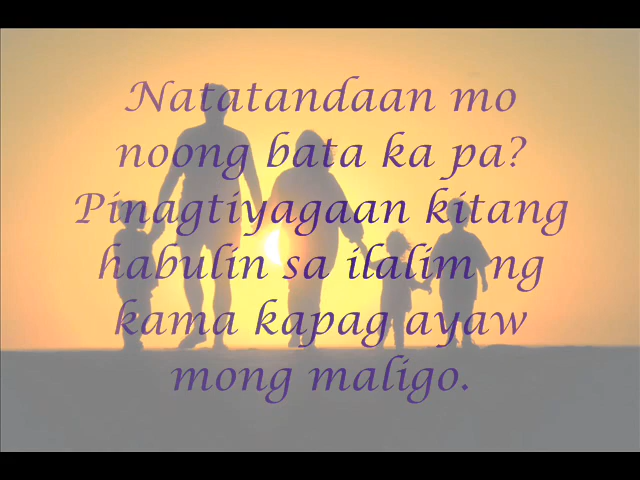 Natatandaan mo
noong bata ka pa?
Pinagtiyagaan kitang
habulin sa ilalim ng
kama kapag ayaw
mong maligo.